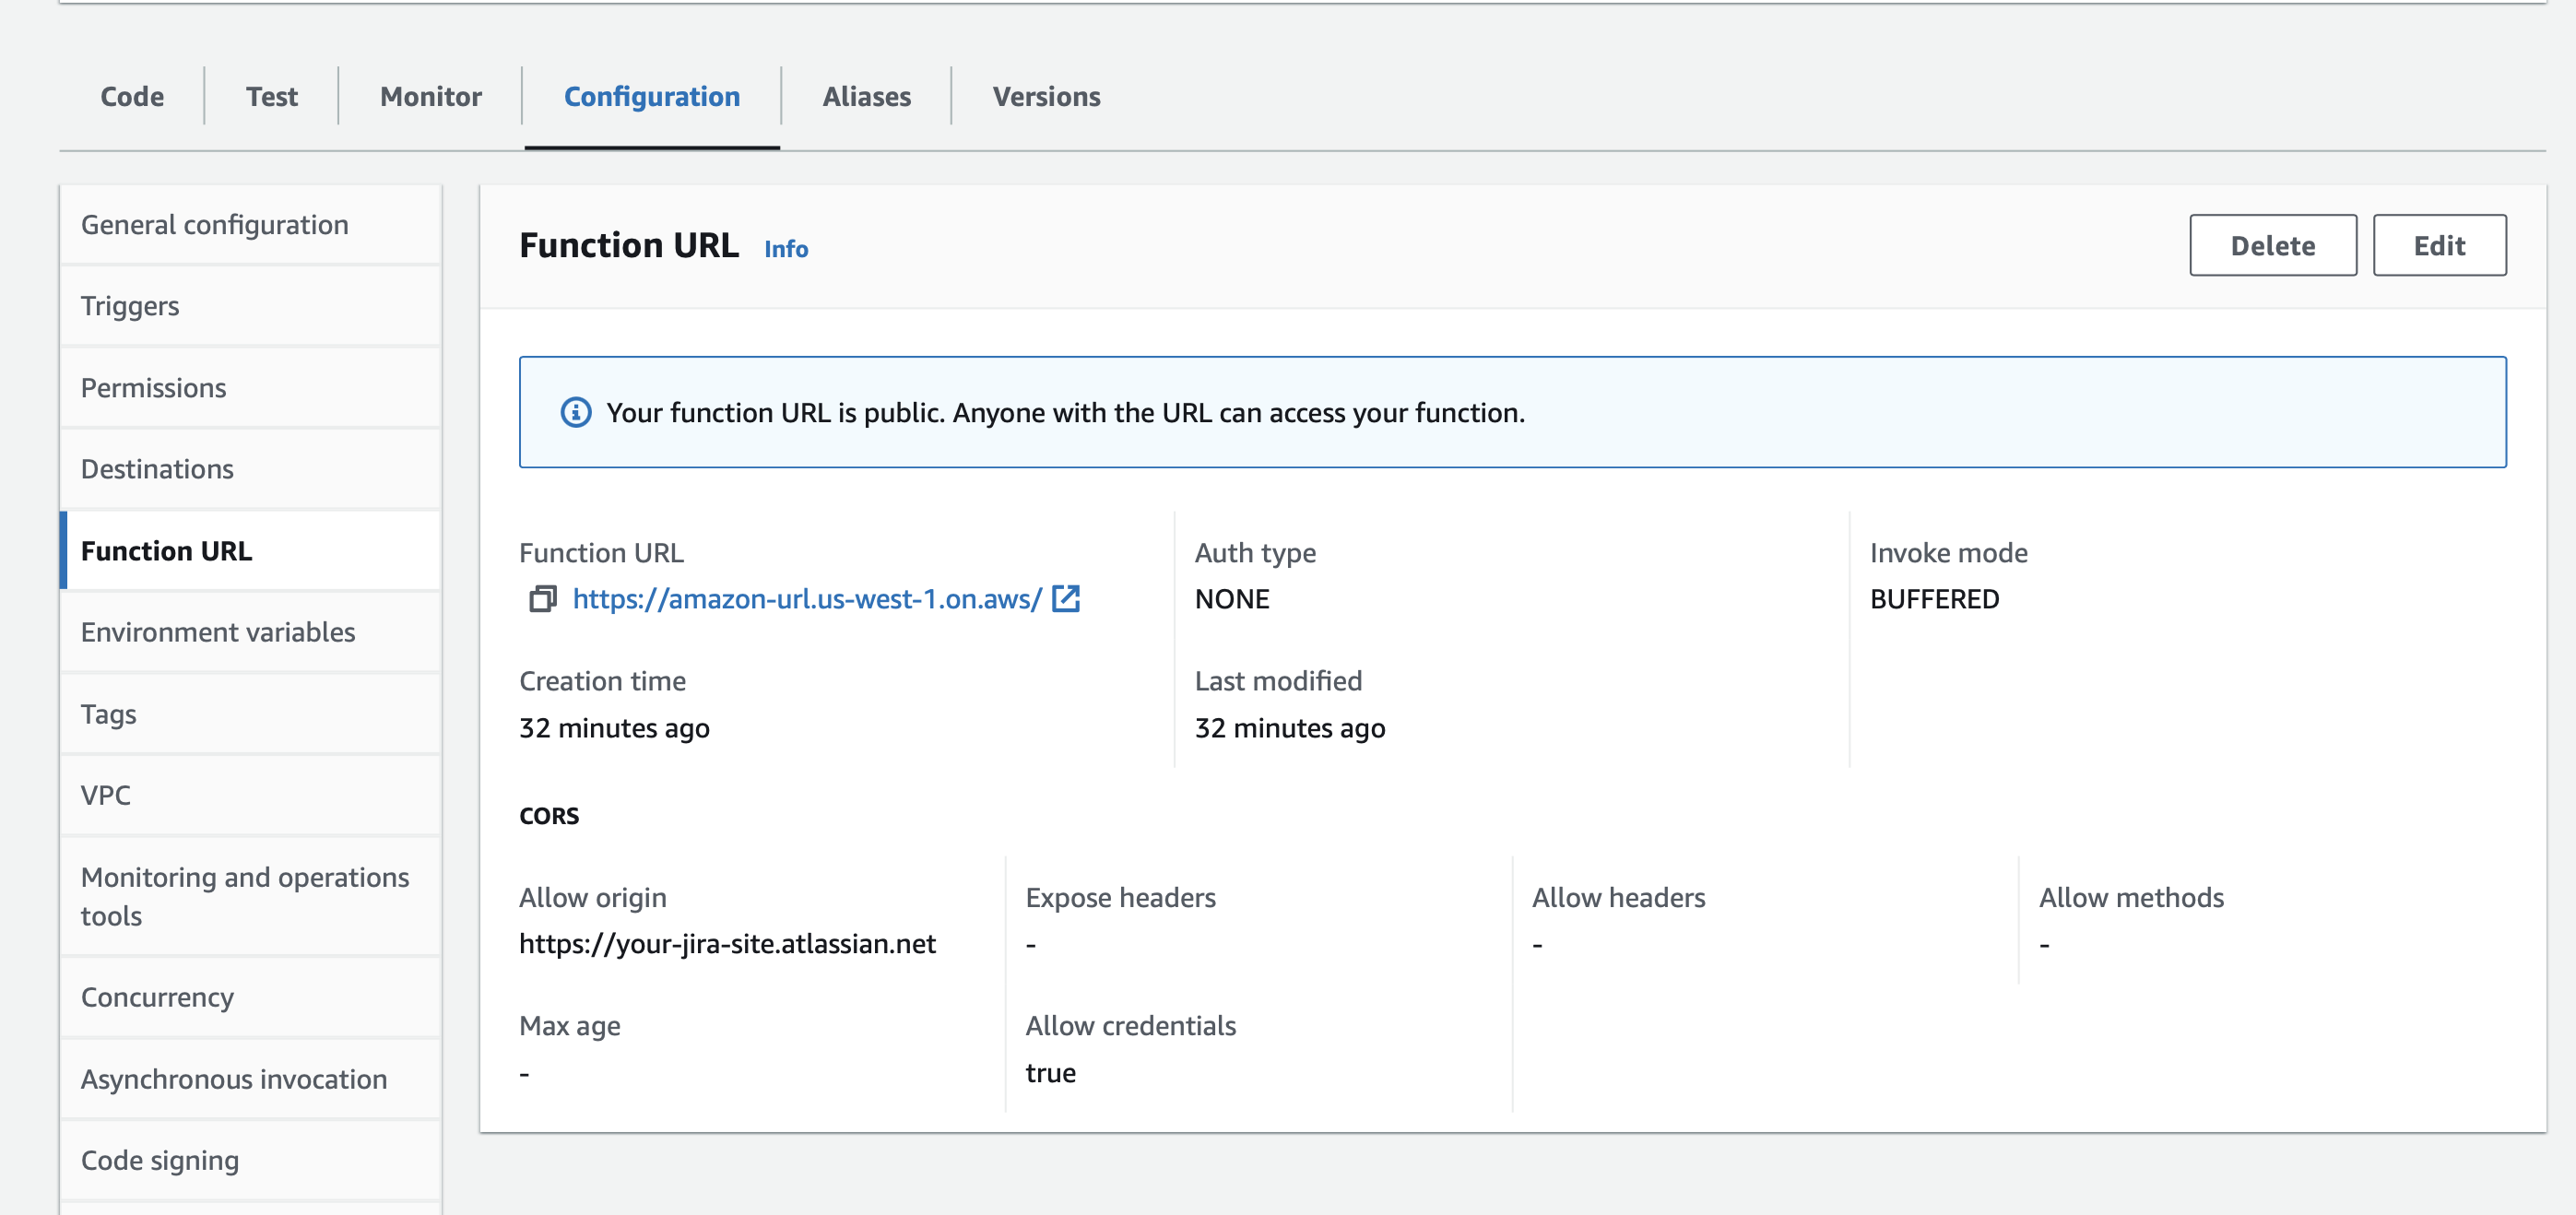 Code
Test
Monitor
Configuration
Aliases
Versions
General configuration
Triggers
Permissions
Destinations
Function URL
Environment variables
Tags
VPC
Monitoring and operations
tools
Concurrency
Asynchronous invocation
Code signing
Function URL Info
Delete
Edit
Your function URL is public. Anyone with the URL can access your function.
Function URL
https://amazon-url.us-west-1.on.aws/
Auth type
NONE
Invoke mode
BUFFERED
Creation time
32 minutes ago
Last modified
32 minutes ago
CORS
Allow origin
https://your-jira-site.atlassian.net
Expose headers
-
Allow headers
-
Allow methods
-
Max age
-
Allow credentials
true